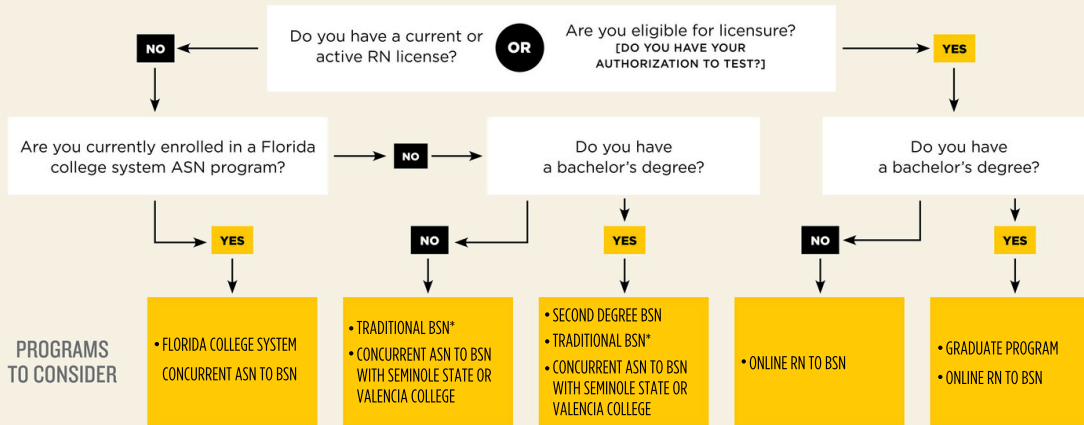 Do you have a current or
active RN license?
OR
Are you eligible for licensure?
[DO YOU HAVE YOUR
AUTHORIZATION TO TEST?]
NO
YES
Are you currently enrolled in a Florida
college system ASN program?
NO
Do you have
a bachelor's degree?
Do you have
a bachelor's degree?
YES
NO
YES
NO
YES
PROGRAMS
TO CONSIDER
• FLORIDA COLLEGE SYSTEM
CONCURRENT ASN TO BSN
• TRADITIONAL BSN*
• CONCURRENT ASN TO BSN
WITH SEMINOLE STATE OR
VALENCIA COLLEGE
• SECOND DEGREE BSN
• TRADITIONAL BSN*
• CONCURRENT ASN TO BSN
WITH SEMINOLE STATE OR
VALENCIA COLLEGE
• ONLINE RN TO BSN
• GRADUATE PROGRAM
• ONLINE RN TO BSN